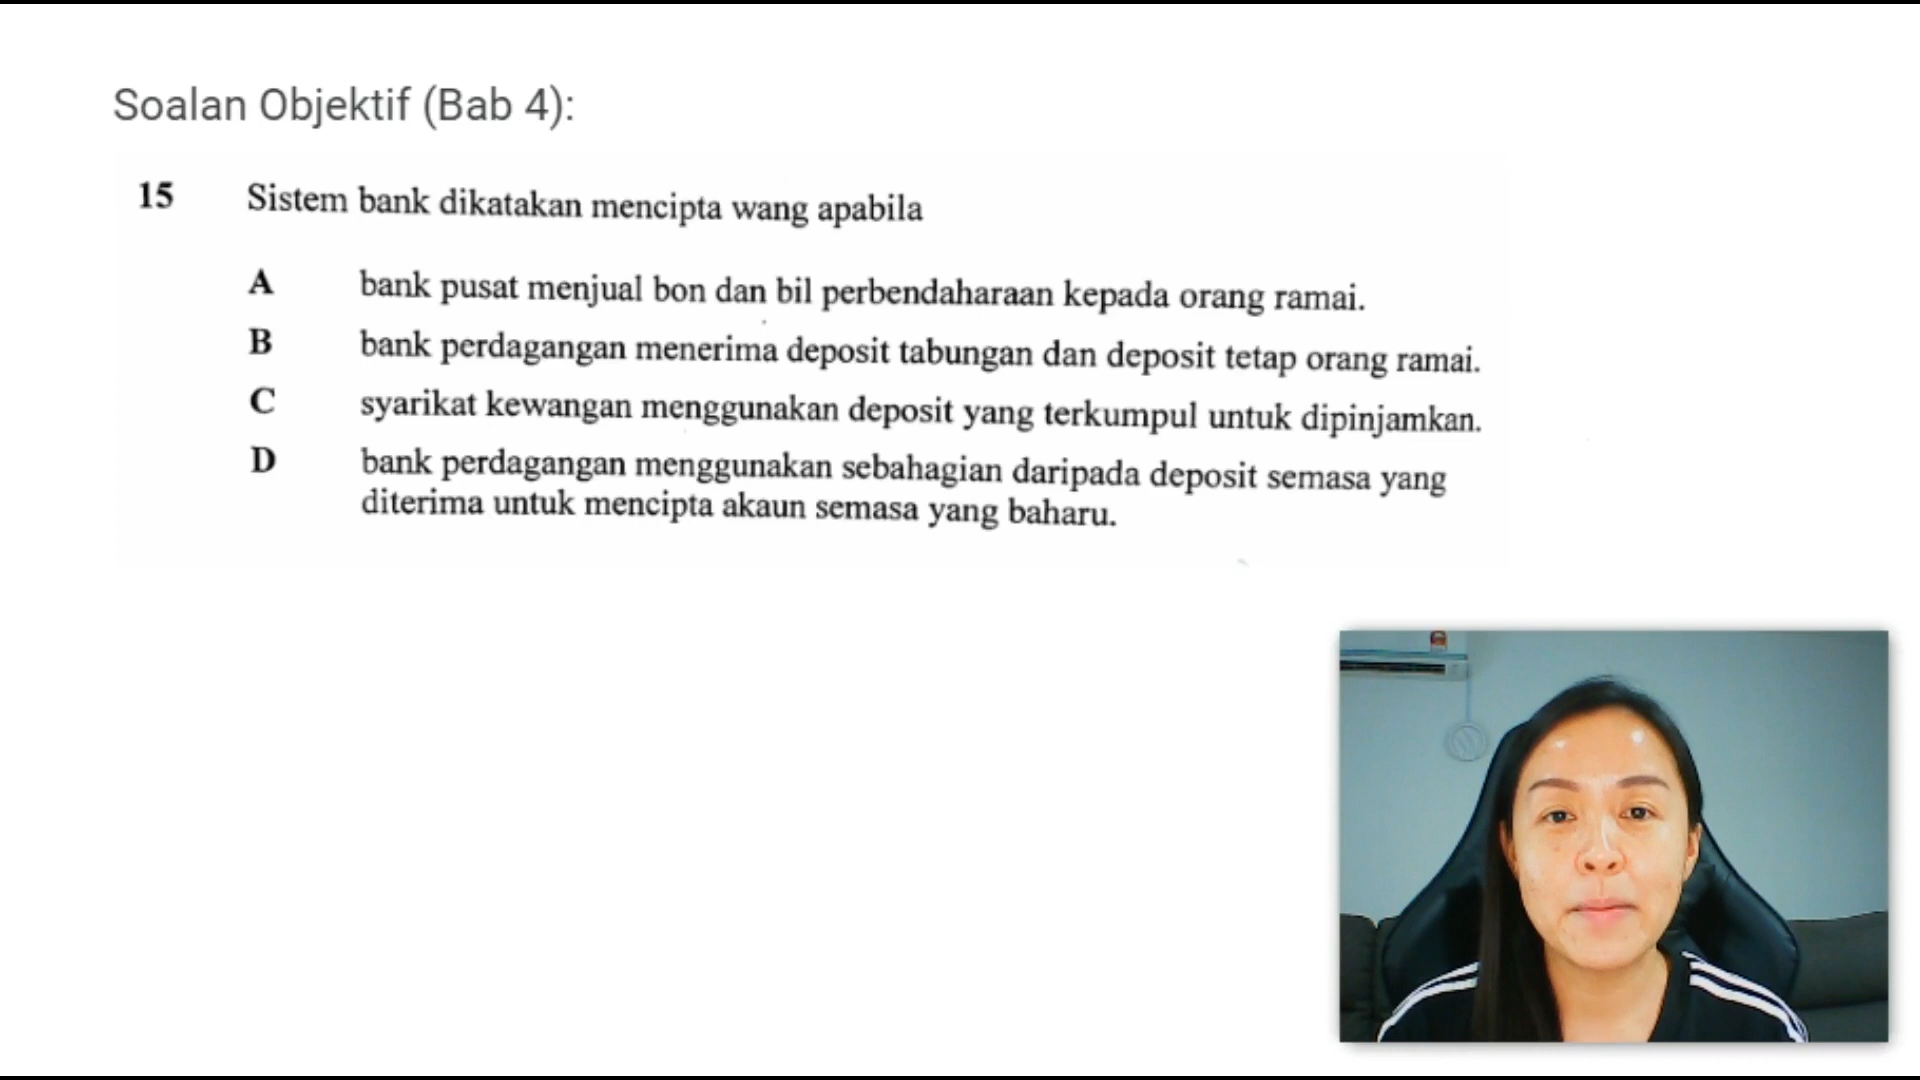 Soalan Objektif (Bab 4):
15 Sistem bank dikatakan mencipta wang apabila
A bank pusat menjual bon dan bil perbendaharaan kepada orang ramai.
B bank perdagangan menerima deposit tabungan dan deposit tetap orang ramai.
C syarikat kewangan menggunakan deposit yang terkumpul untuk dipinjamkan.
D bank perdagangan menggunakan sebahagian daripada deposit semasa yang
diterima untuk mencipta akaun semasa yang baharu.